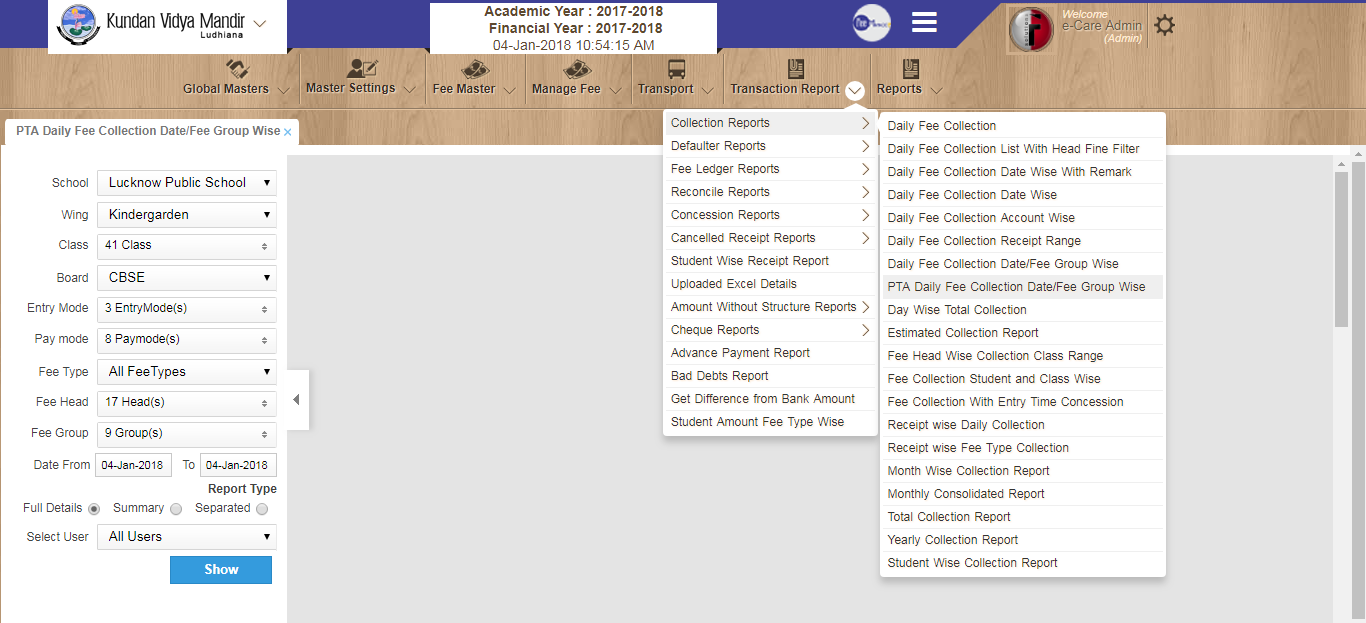 Kundan Vidya Mandir
Ludhiana
Academic Year : 2017-2018
Financial Year : 2017-2018
04-Jan-2018 10:54:15 AM
Welcome
e-Care Admin
(Admin)
Global Masters
Master Settings
Fee Master
Manage Fee
Transport
Transaction Report
Reports
PTA Daily Fee Collection Date/Fee Group Wise ×
School Lucknow Public School
Wing Kindergarden
Class 41 Class
Board CBSE
Entry Mode 3 EntryMode(s)
Pay mode 8 Paymode(s)
Fee Type All FeeTypes
Fee Head 17 Head(s)
Fee Group 9 Group(s)
Date From 04-Jan-2018 To 04-Jan-2018
Report Type
Full Details Summary Separated
Select User All Users
Show
Collection Reports
Defaulter Reports
Fee Ledger Reports
Reconcile Reports
Concession Reports
Cancelled Receipt Reports
Student Wise Receipt Report
Uploaded Excel Details
Amount Without Structure Reports
Cheque Reports
Advance Payment Report
Bad Debts Report
Get Difference from Bank Amount
Student Amount Fee Type Wise
Daily Fee Collection
Daily Fee Collection List With Head Fine Filter
Daily Fee Collection Date Wise With Remark
Daily Fee Collection Date Wise
Daily Fee Collection Account Wise
Daily Fee Collection Receipt Range
Daily Fee Collection Date/Fee Group Wise
PTA Daily Fee Collection Date/Fee Group Wise
Day Wise Total Collection
Estimated Collection Report
Fee Head Wise Collection Class Range
Fee Collection Student and Class Wise
Fee Collection With Entry Time Concession
Receipt wise Daily Collection
Receipt wise Fee Type Collection
Month Wise Collection Report
Monthly Consolidated Report
Total Collection Report
Yearly Collection Report
Student Wise Collection Report